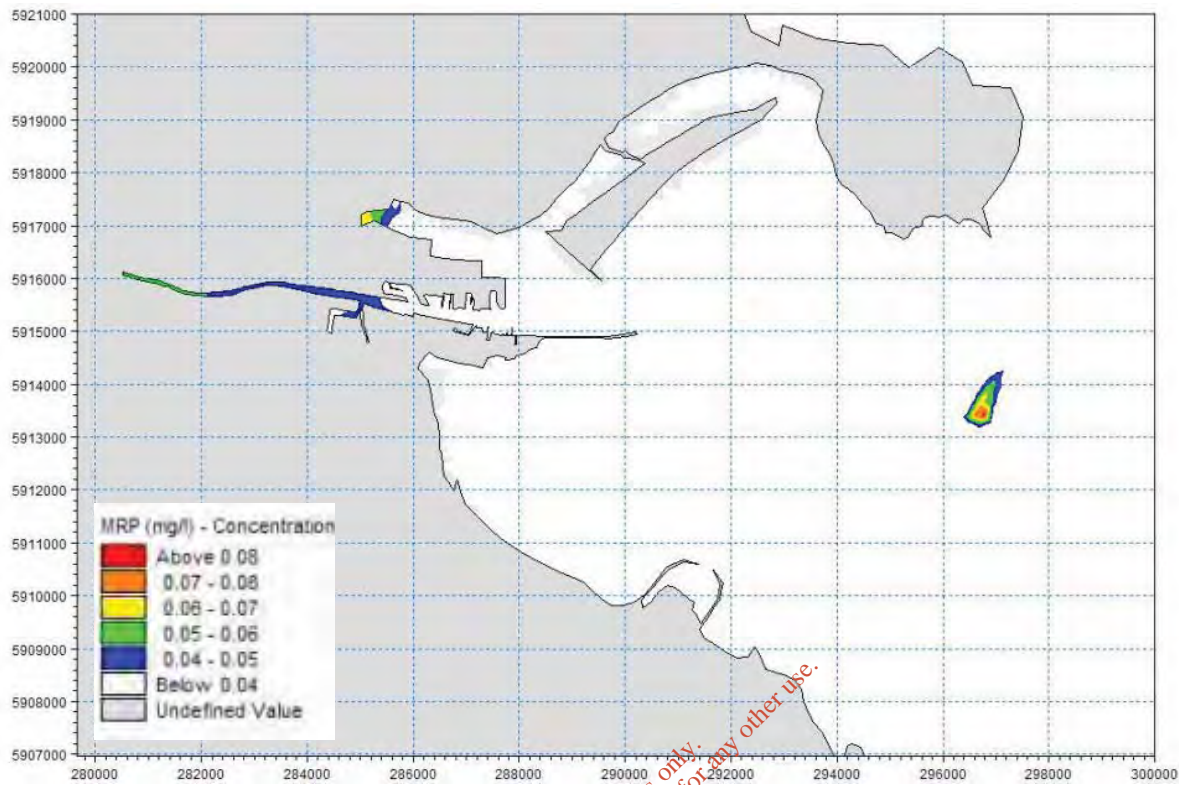 5921000
5920000
5919000
5918000
5917000
5916000
5915000
5914000
5913000
5912000
5911000
5910000
5909000
5908000
5907000
MRP (mg/l) - Concentration
Above 0.08
0.07 - 0.08
0.06 - 0.07
0.05 - 0.06
0.04 - 0.05
Below 0.04
Undefined Value
only.
for any other use.
280000 282000 284000 286000 288000 290000 292000 294000 296000 298000 300000